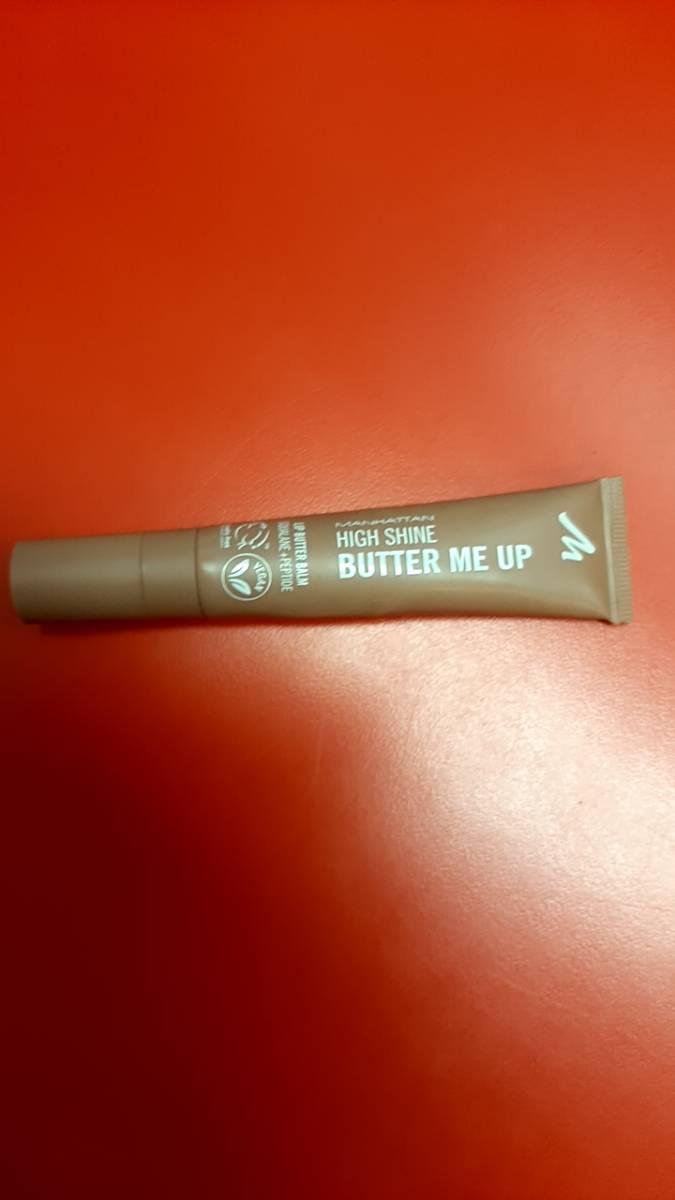 MANHATTAN
HIGH SHINE
BUTTER ME UP
LIP BUTTER BALM
SQUALANE + PEPTIDE
VEGAN
M